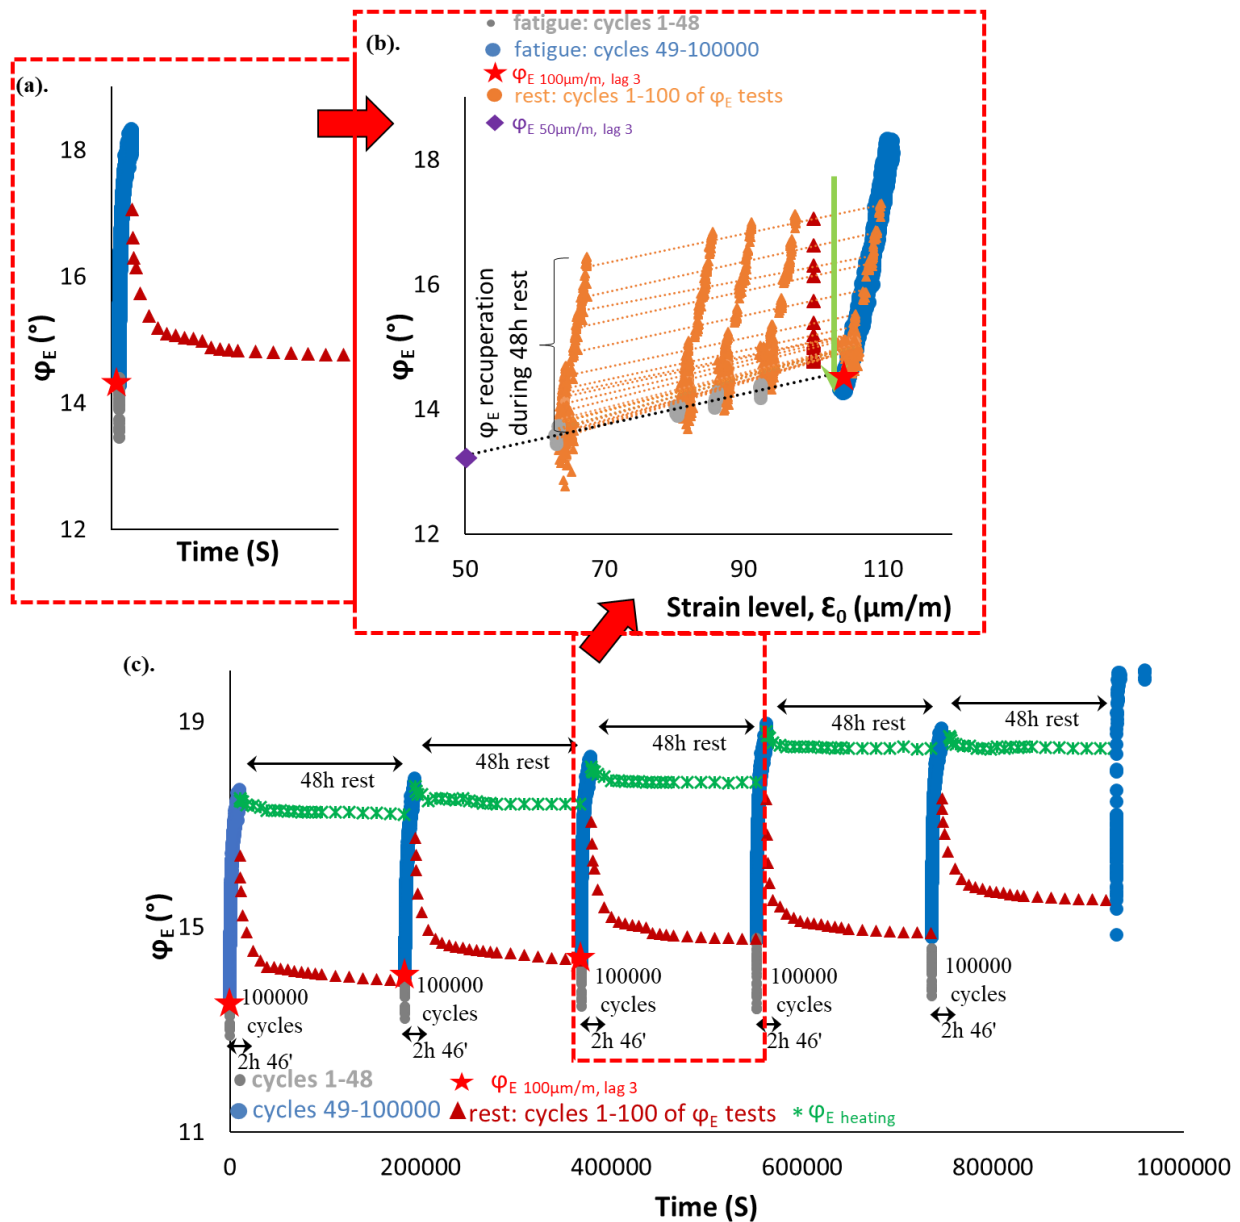 (a).
18
16
14
12
φE (°)
Time (S)
(b).
fatigue: cycles 1-48
fatigue: cycles 49-100000
φE 100µm/m, lag 3
rest: cycles 1-100 of φE tests
φE 50µm/m, lag 3
18
16
14
12
φE (°)
φE recuperation
during 48h rest
50 70 90 110
Strain level, Ɛ0 (µm/m)
(c).
19
15
11
φE (°)
48h rest
48h rest
48h rest
48h rest
48h rest
100000
cycles
2h 46'
100000
cycles
2h 46'
100000
cycles
2h 46'
100000
cycles
2h 46'
100000
cycles
2h 46'
cycles 1-48
φE 100µm/m, lag 3
cycles 49-100000
rest: cycles 1-100 of φE tests
* φE heating
0 200000 400000 600000 800000 1000000
Time (S)